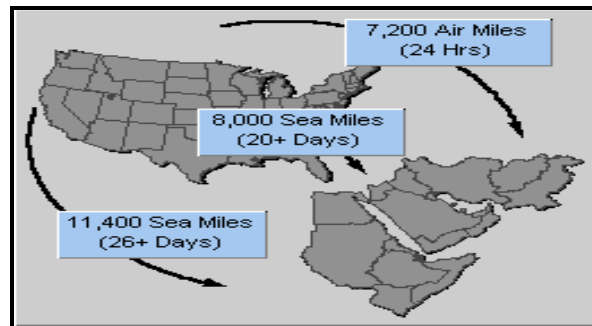 7,200 Air Miles
(24 Hrs)
8,000 Sea Miles
(20+ Days)
11,400 Sea Miles
(26+ Days)